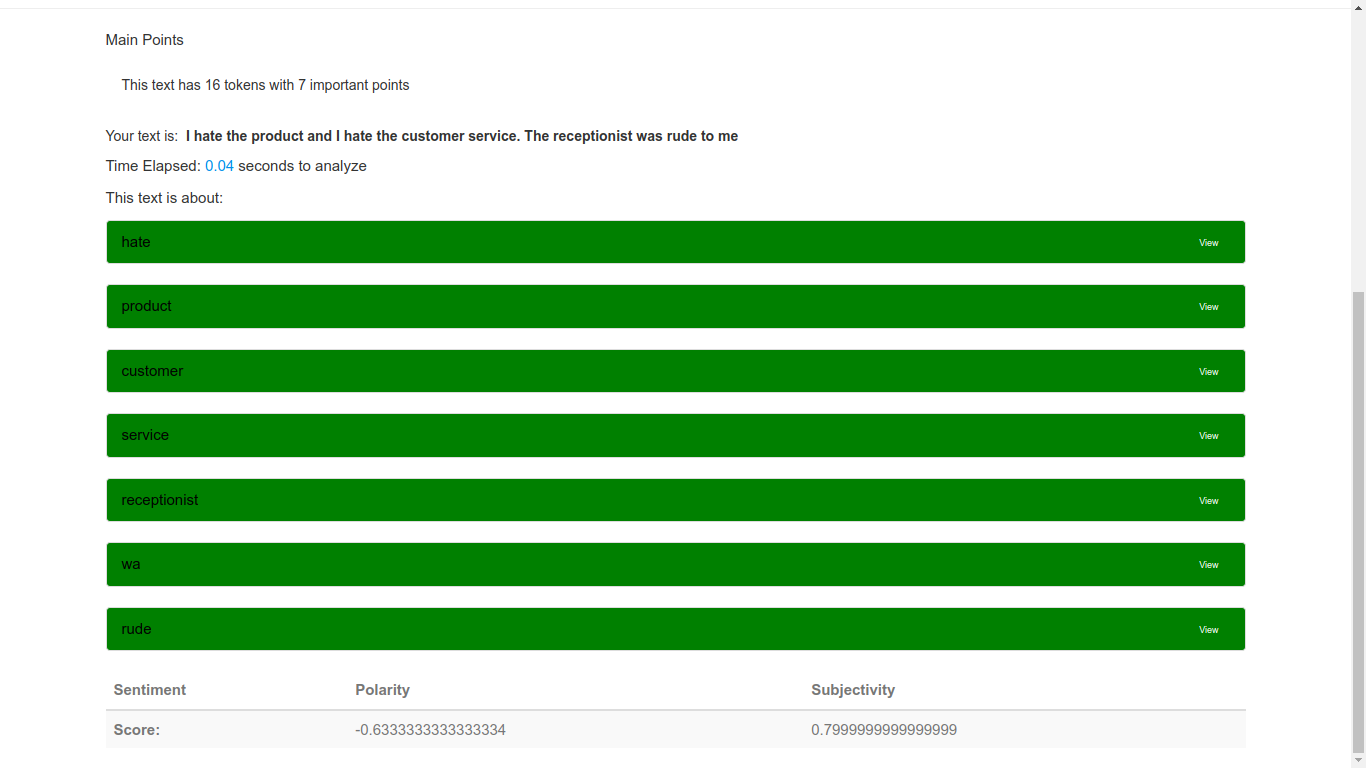 Main Points
This text has 16 tokens with 7 important points
Your text is: I hate the product and I hate the customer service. The receptionist was rude to me
Time Elapsed: 0.04 seconds to analyze
This text is about:
hate View
product View
customer View
service View
receptionist View
wa View
rude View
Sentiment Polarity Subjectivity
Score: -0.6333333333333334 0.7999999999999999